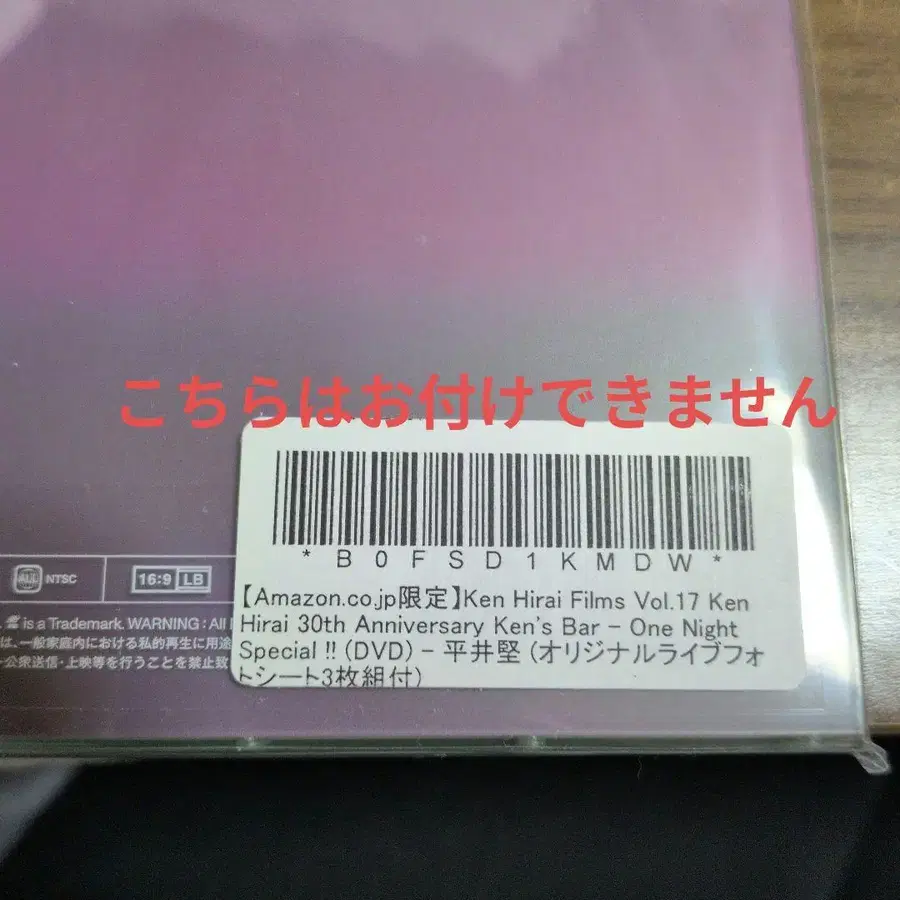 こちらはお付けできません
*B0FSD1KMDW*
NTSC
16:9 LB
【Amazon.co.jp限定】Ken Hirai Films Vol.17 Ken
Hirai 30th Anniversary Ken's Bar - One Night
Special !! (DVD) - 平井堅 (オリジナルライブフォ
トシート3枚組付)
is a Trademark. WARNING : All
は、一般家庭内における私的再生に用途
公衆送信・上映等を行うことを禁止致